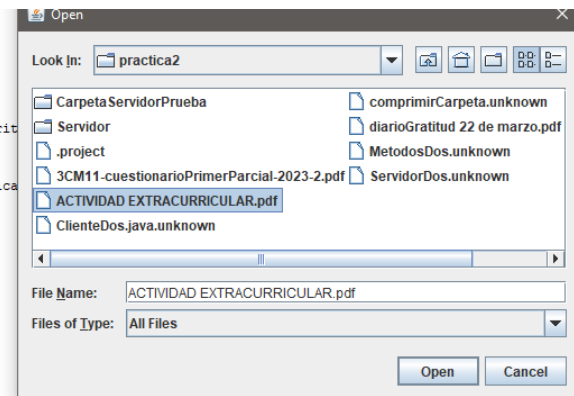 Open
Look In: practica2
CarpetaServidorPrueba
Servidor
.project
3CM11-cuestionarioPrimerParcial-2023-2.pdf
ACTIVIDAD EXTRACURRICULAR.pdf
ClienteDos.java.unknown
comprimirCarpeta.unknown
diarioGratitud 22 de marzo.pdf
MetodosDos.unknown
ServidorDos.unknown
File Name: ACTIVIDAD EXTRACURRICULAR.pdf
Files of Type: All Files
Open Cancel